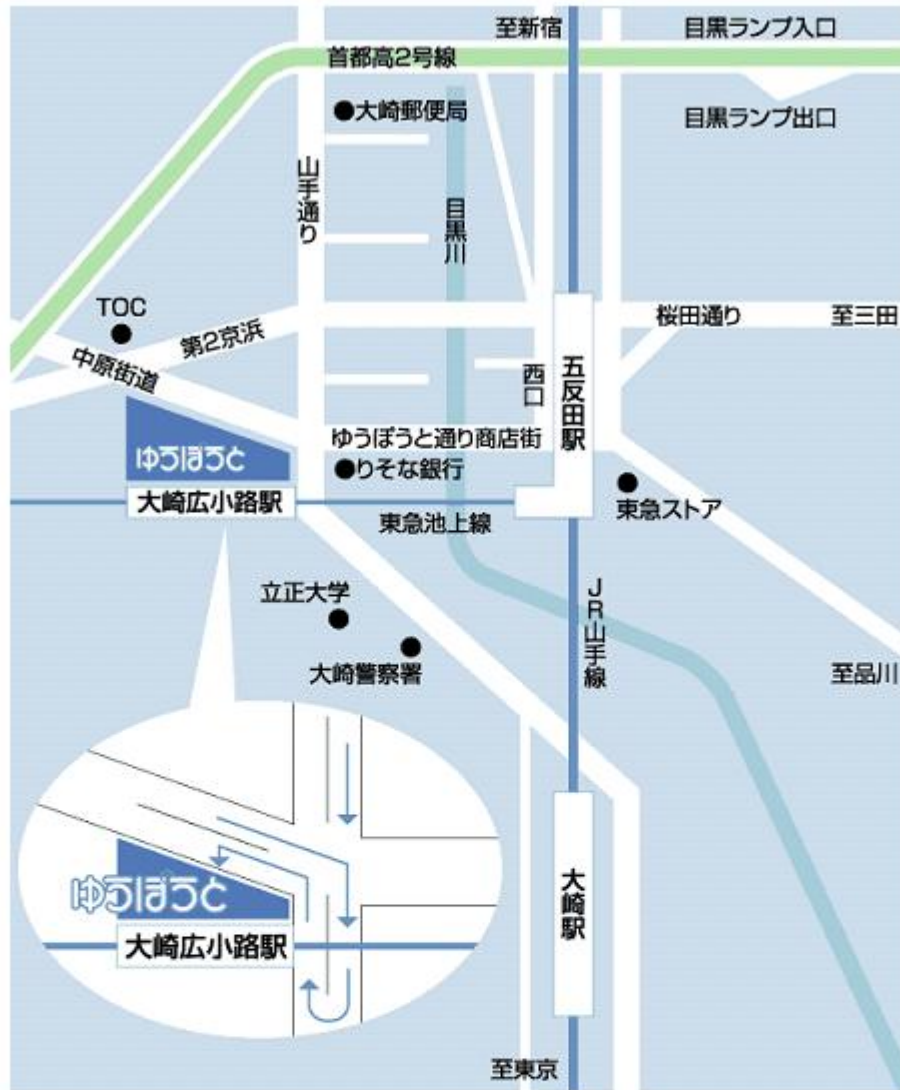 至新宿
目黒ランプ入口
首都高2号線
大崎郵便局
目黒ランプ出口
山手通り
目黒川
TOC
第2京浜
桜田通り
至三田
中原街道
西口
五反田駅
ゆうぽうと通り商店街
ゆうぽうと
りそな銀行
大崎広小路駅
東急池上線
東急ストア
立正大学
JR山手線
大崎警察署
至品川
ゆうぽうと
大崎広小路駅
大崎駅
至東京